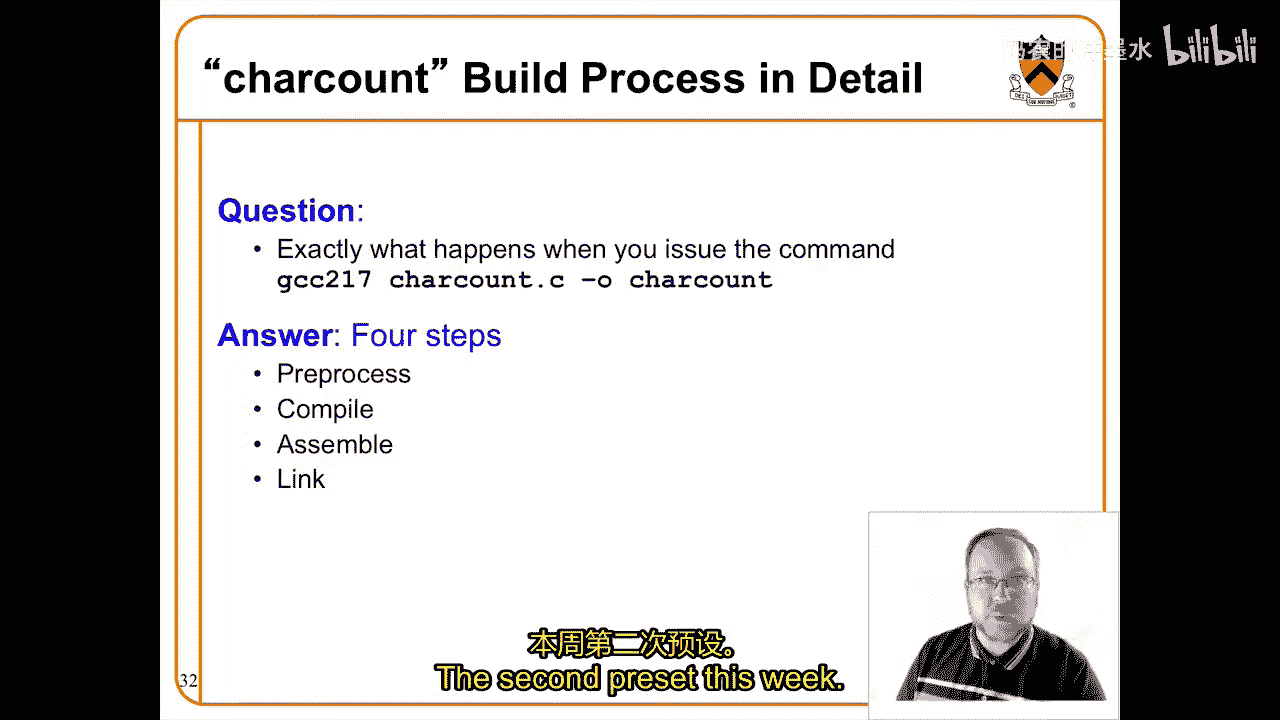 “charcount” Build Process in Detail
bilibili
Question:
• Exactly what happens when you issue the command
gcc217 charcount.c –o charcount
Answer: Four steps
• Preprocess
• Compile
• Assemble
• Link
本周第二次预设。
The second preset this week.
32